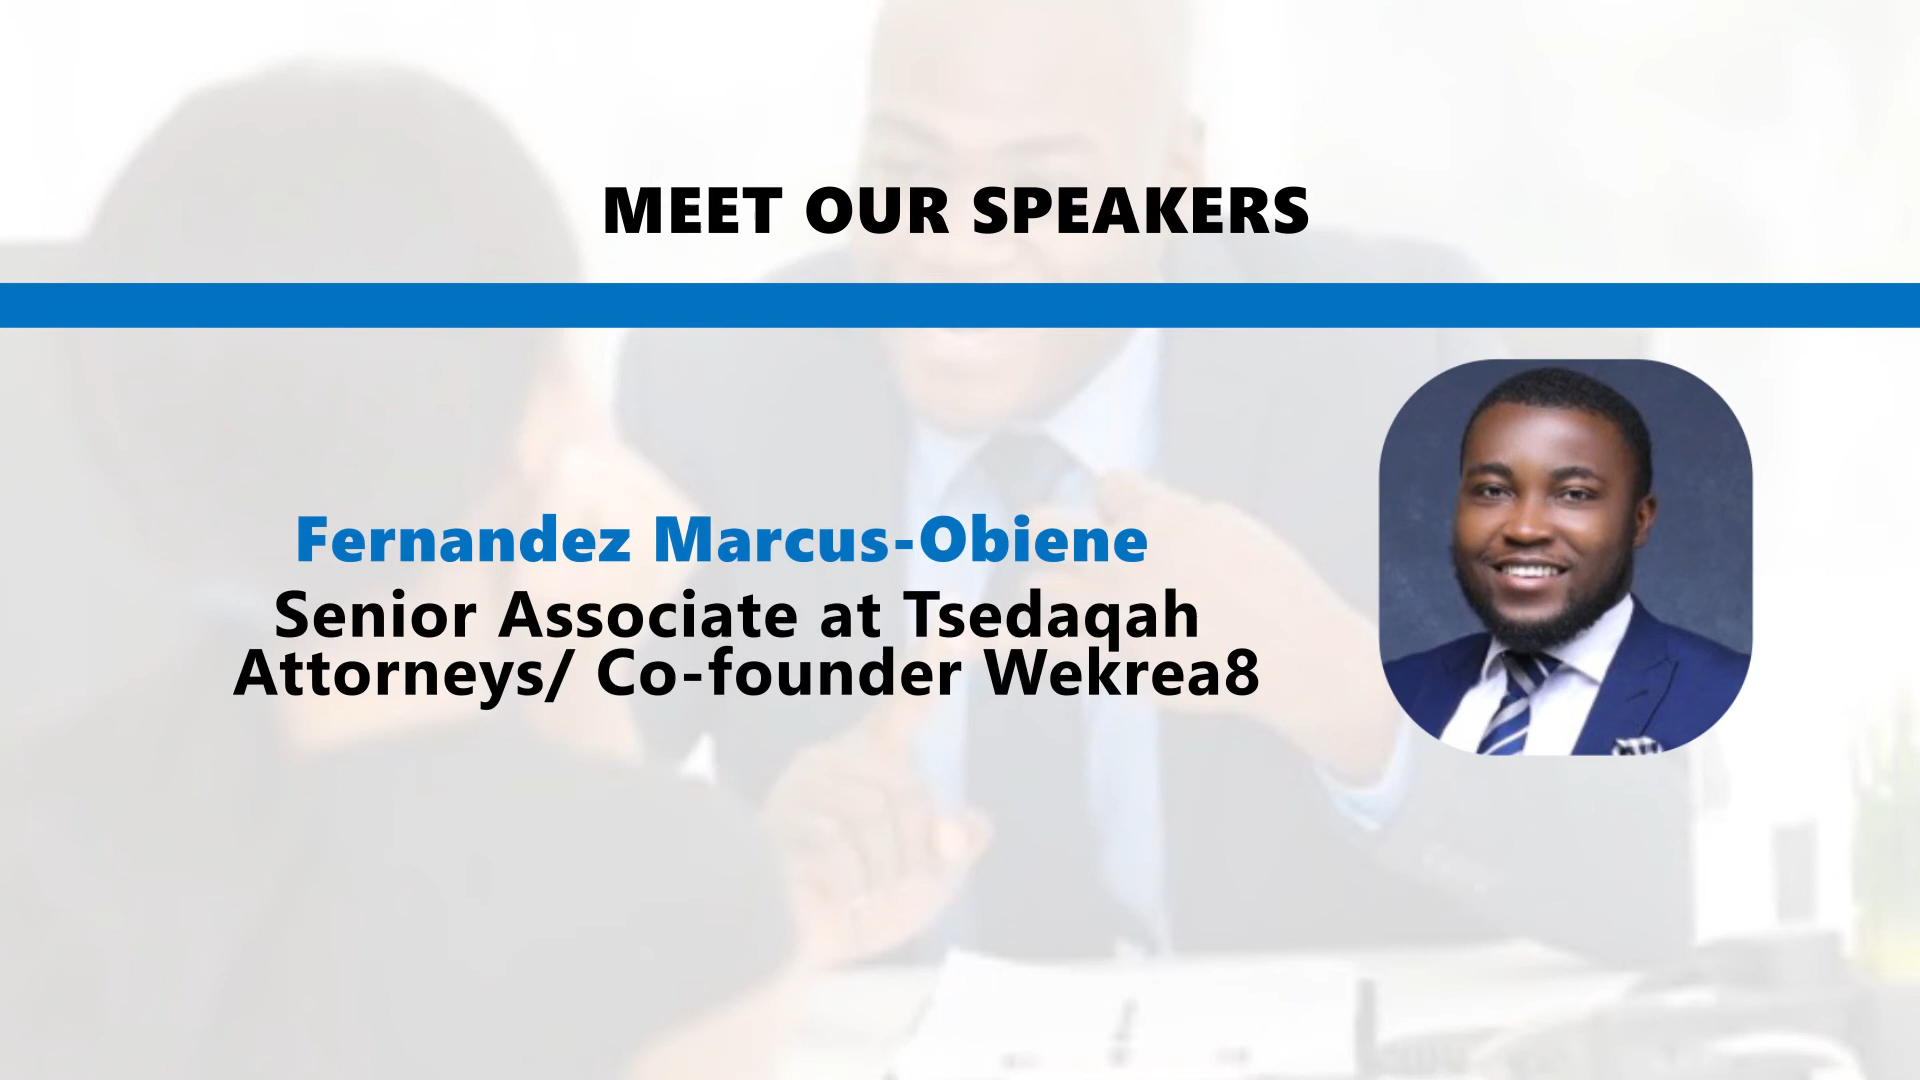 MEET OUR SPEAKERS
Fernandez Marcus-Obiene
Senior Associate at Tsedaqah
Attorneys/ Co-founder Wekrea8